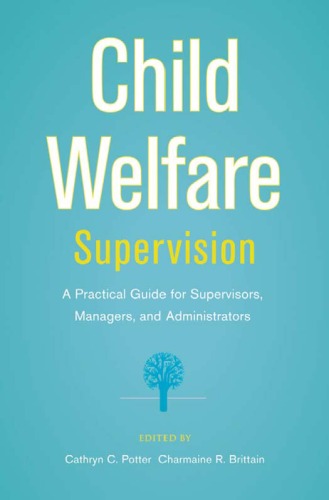 Child
Welfare
Supervision
A Practical Guide for Supervisors,
Managers, and Administrators
EDITED BY
Cathryn C. Potter Charmaine R. Brittain